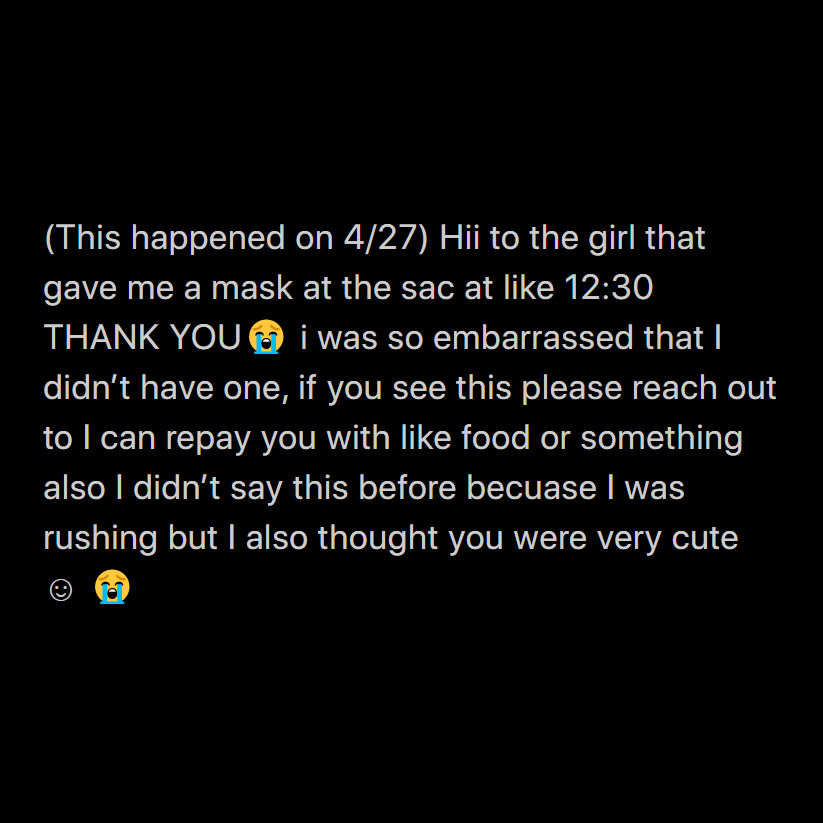 (This happened on 4/27) Hii to the girl that
gave me a mask at the sac at like 12:30
THANK YOU😭 i was so embarrassed that I
didn’t have one, if you see this please reach out
to I can repay you with like food or something
also I didn’t say this before becuase I was
rushing but I also thought you were very cute
☺ 😭